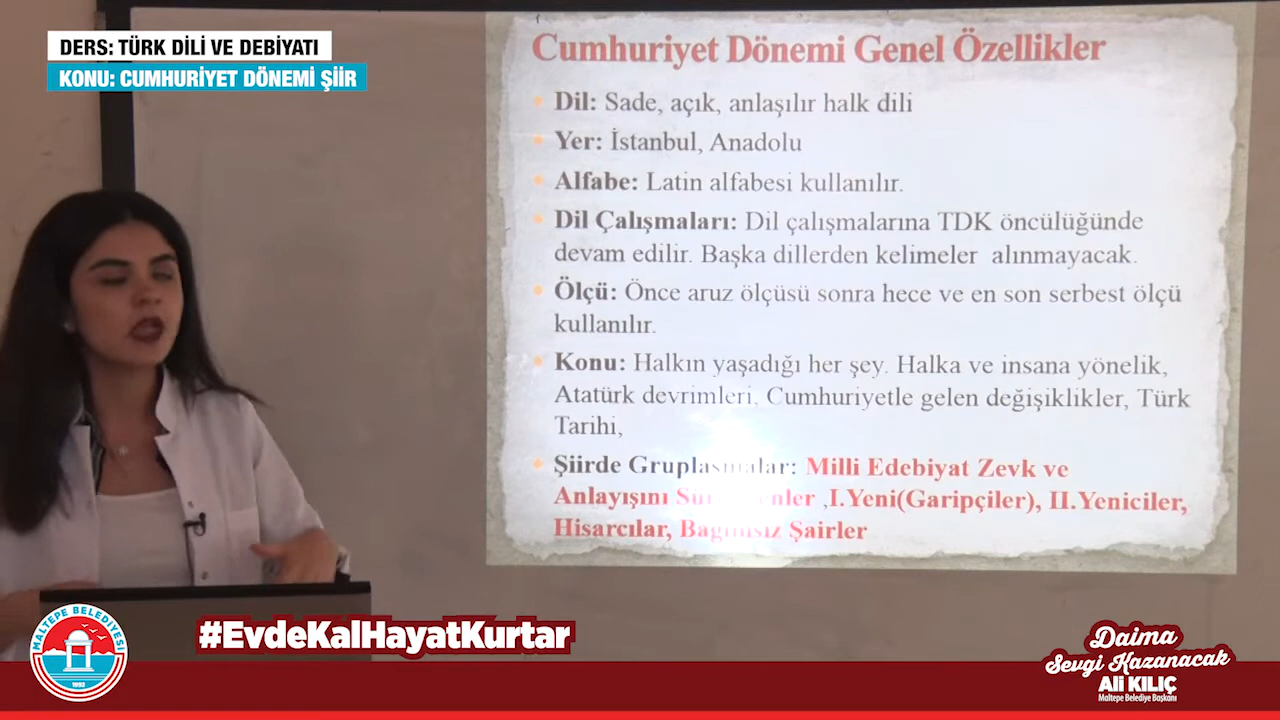 DERS: TÜRK DİLİ VE DEBİYATI
KONU: CUMHURİYET DÖNEMİ ŞİİR
Cumhuriyet Dönemi Genel Özellikler
Dil: Sade, açık, anlaşılır halk dili
Yer: İstanbul, Anadolu
Alfabe: Latin alfabesi kullanılır.
Dil Çalışmaları: Dil çalışmalarına TDK öncülüğünde
devam edilir. Başka dillerden kelimeler alınmayacak.
Ölçü: Önce aruz ölçüsü sonra hece ve en son serbest ölçü
kullanılır.
Konu: Halkın yaşadığı her şey. Halka ve insana yönelik,
Atatürk devrimleri. Cumhuriyetle gelen değişiklikler, Türk
Tarihi,
Şiirde Gruplaşmalar: Milli Edebiyat Zevk ve
Anlayışını ,I.Yeni(Garipçiler), II.Yeniciler,
Hisarcılar, Bağımsız Şairler
MALTEPE BELEDİYESİ
1992
#EvdeKalHayatKurtar
Daima
Sevgi Kazanacak
Ali KILIÇ
Maltepe Belediye Başkanı